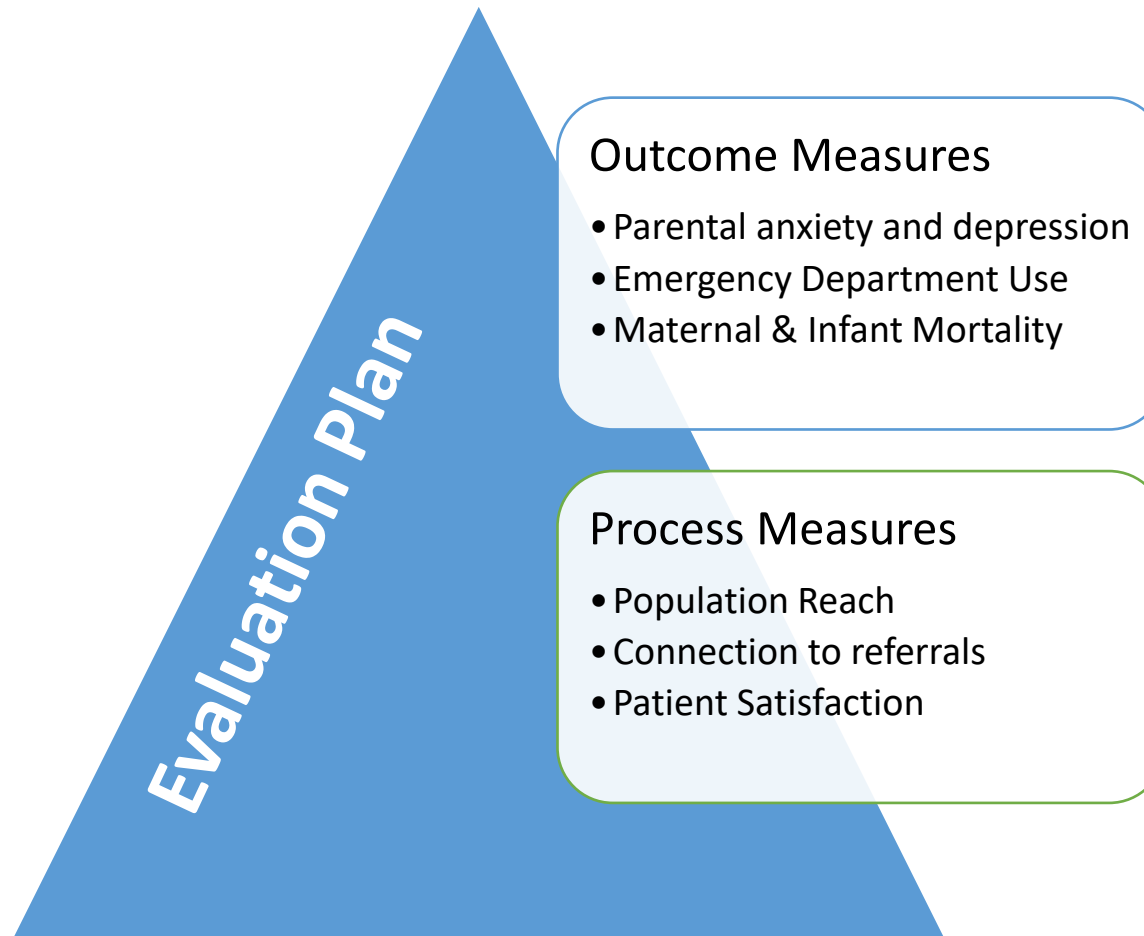 Evaluation Plan
Outcome Measures
•Parental anxiety and depression
•Emergency Department Use
•Maternal & Infant Mortality
Process Measures
•Population Reach
•Connection to referrals
•Patient Satisfaction